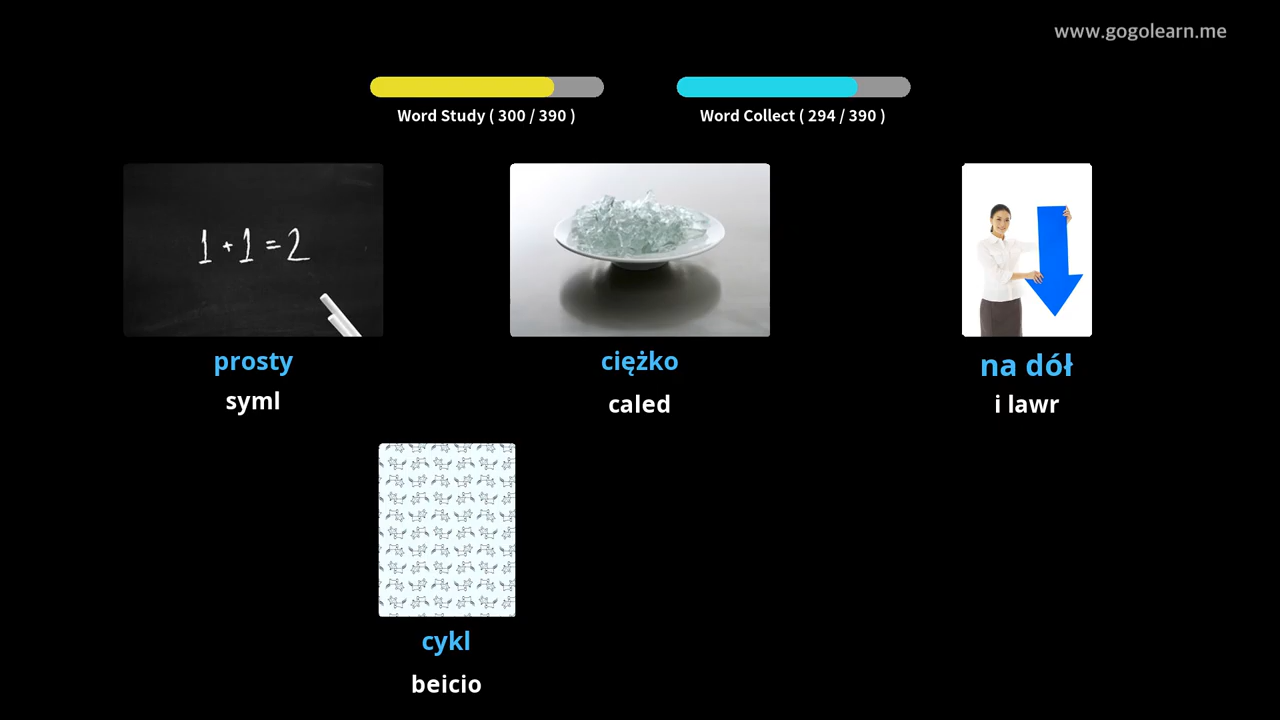 www.gogolearn.me
Word Study ( 300 / 390 )
Word Collect ( 294 / 390 )
1 + 1 = 2
prosty
syml
ciężko
caled
na dół
i lawr
cykl
beicio